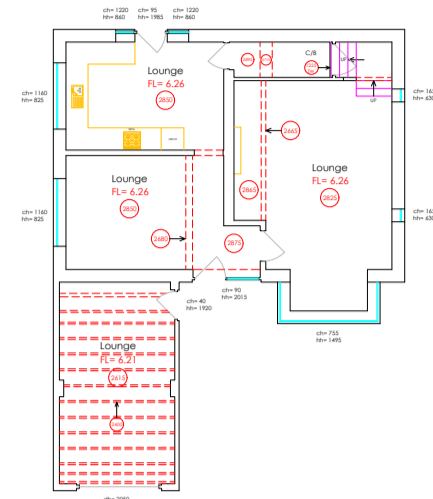 ch= 1220
hh= 860
ch= 95
hh= 1985
ch= 1220
hh= 860
C/B
UP
UP
ch= 1160
hh= 825
Lounge
FL= 6.26
2850
2665
Lounge
FL= 6.26
2825
Lounge
FL= 6.26
2850
2865
2680
2875
ch= 1160
hh= 825
ch= 40
hh= 1920
ch= 90
hh= 2015
ch= 755
hh= 1495
Lounge
FL= 6.21
2615
2400